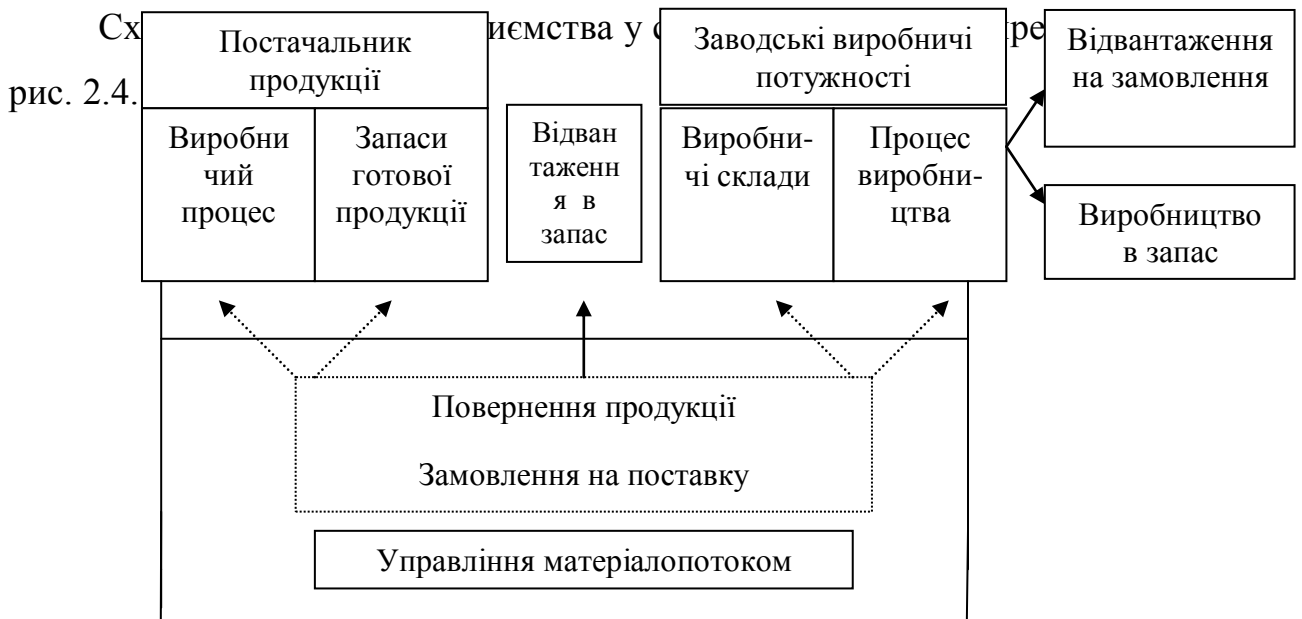 Сх
иємства у
рис. 2.4.
Постачальник
продукції
Виробни
чий
процес
Запаси
готової
продукції
Відван
таженн
я в
запас
Заводські виробничі
потужності
Виробни-
чі склади
Процес
виробни-
цтва
Відвантаження
на замовлення
Виробництво
в запас
Повернення продукції
Замовлення на поставку
Управління матеріалопотоком